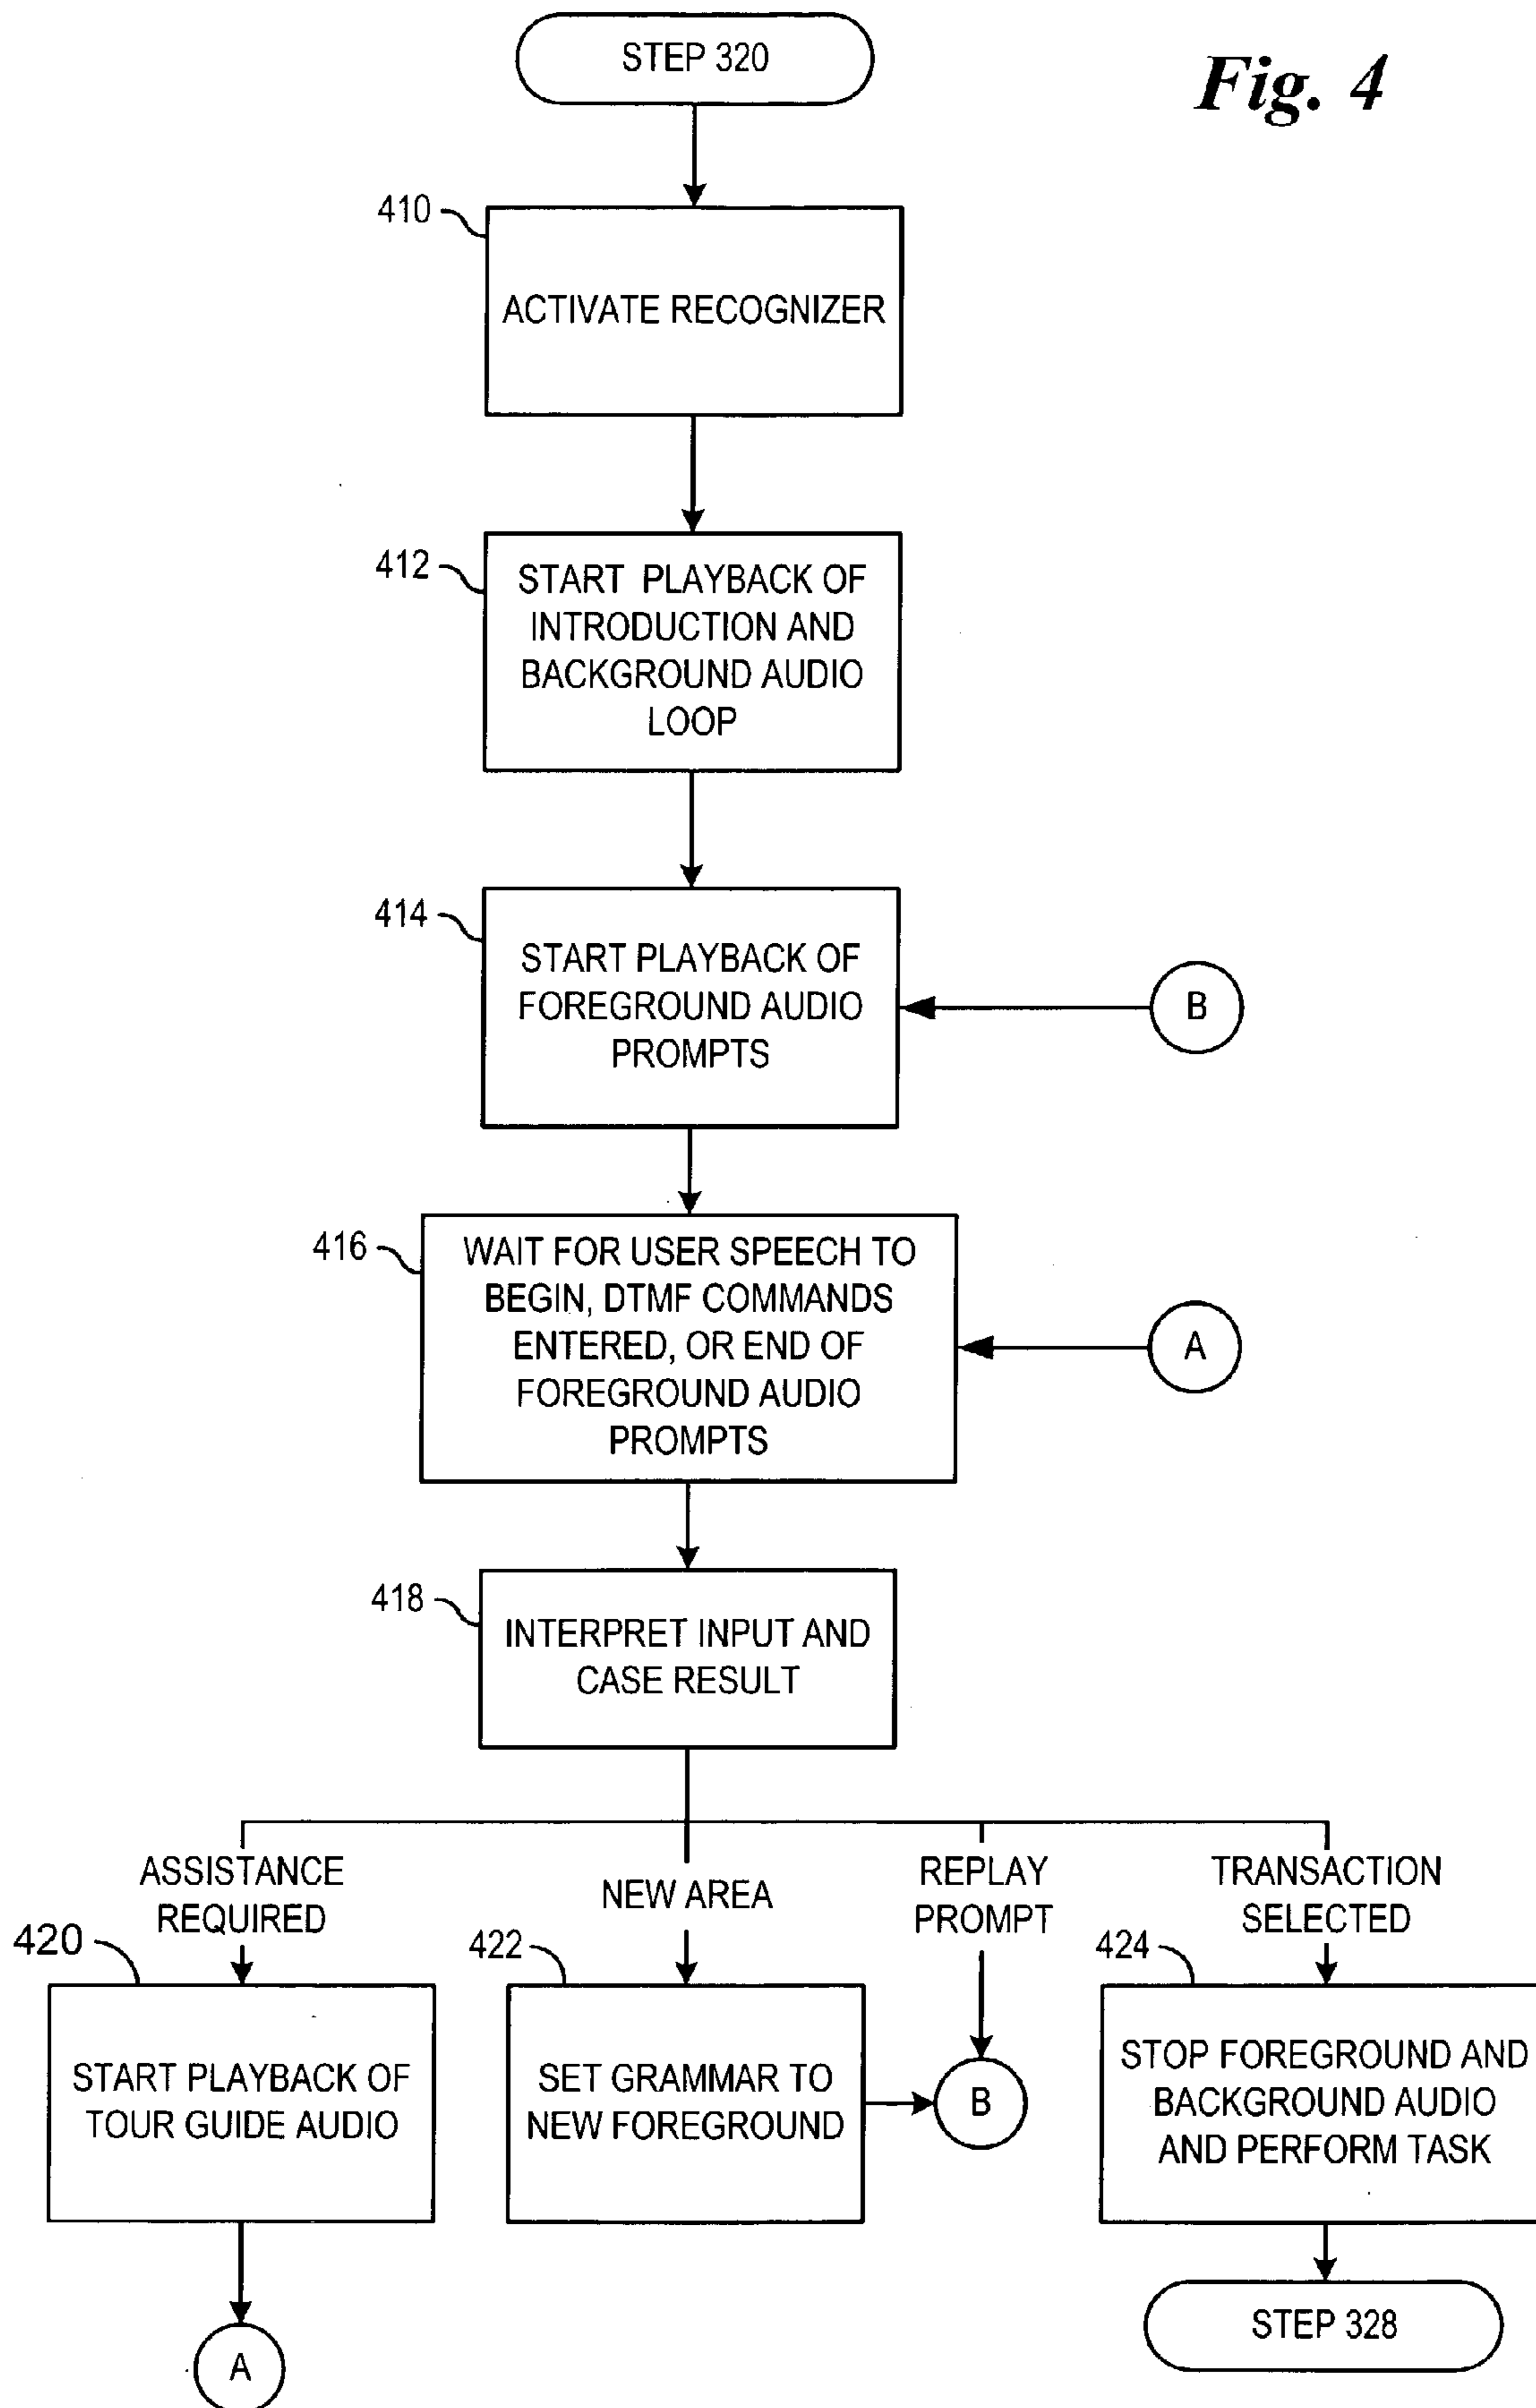 STEP 320
Fig. 4
410
ACTIVATE RECOGNIZER
412
START PLAYBACK OF
INTRODUCTION AND
BACKGROUND AUDIO
LOOP
414
START PLAYBACK OF
FOREGROUND AUDIO
PROMPTS
B
416
WAIT FOR USER SPEECH TO
BEGIN, DTMF COMMANDS
ENTERED, OR END OF
FOREGROUND AUDIO
PROMPTS
A
418
INTERPRET INPUT AND
CASE RESULT
ASSISTANCE
REQUIRED
NEW AREA
REPLAY
PROMPT
TRANSACTION
SELECTED
420
START PLAYBACK OF
TOUR GUIDE AUDIO
422
SET GRAMMAR TO
NEW FOREGROUND
B
424
STOP FOREGROUND AND
BACKGROUND AUDIO
AND PERFORM TASK
A
STEP 328